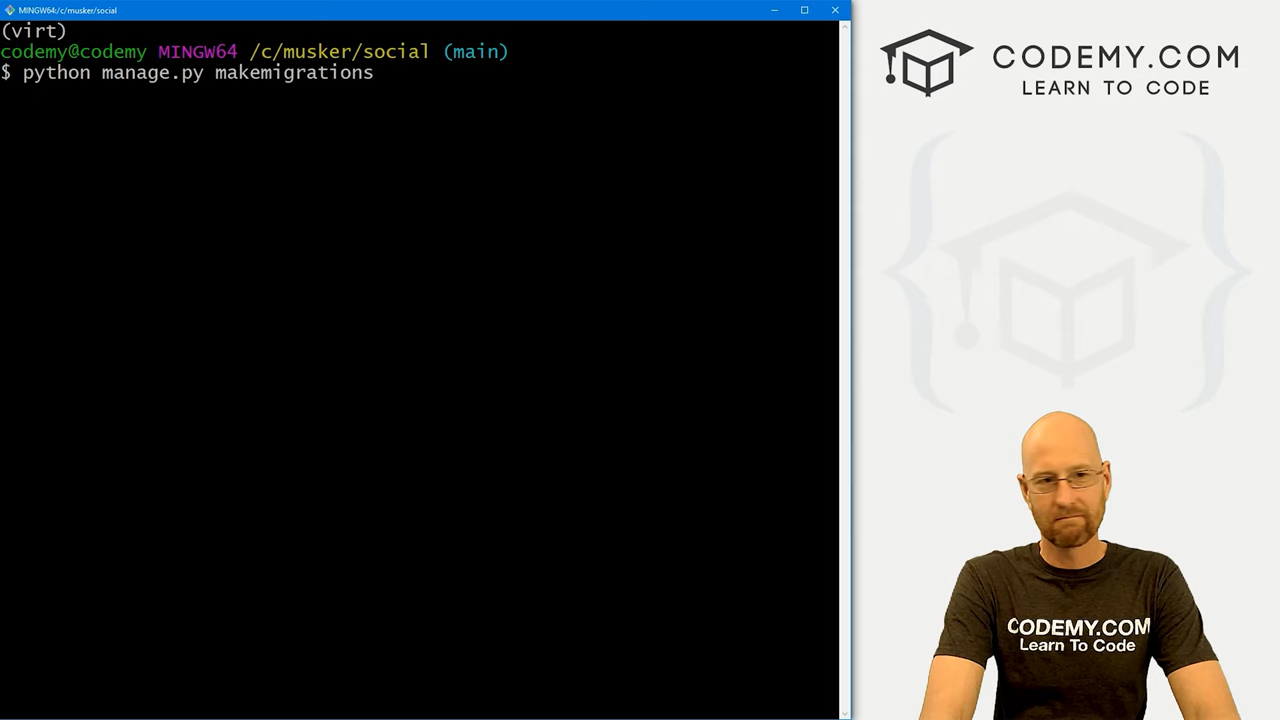 MINGW64:/c/musker/social
(virt)
codemy@codemy MINGW64 /c/musker/social (main)
$ python manage.py makemigrations
CODEMY.COM
LEARN TO CODE
CODEMY.COM
Learn To Code